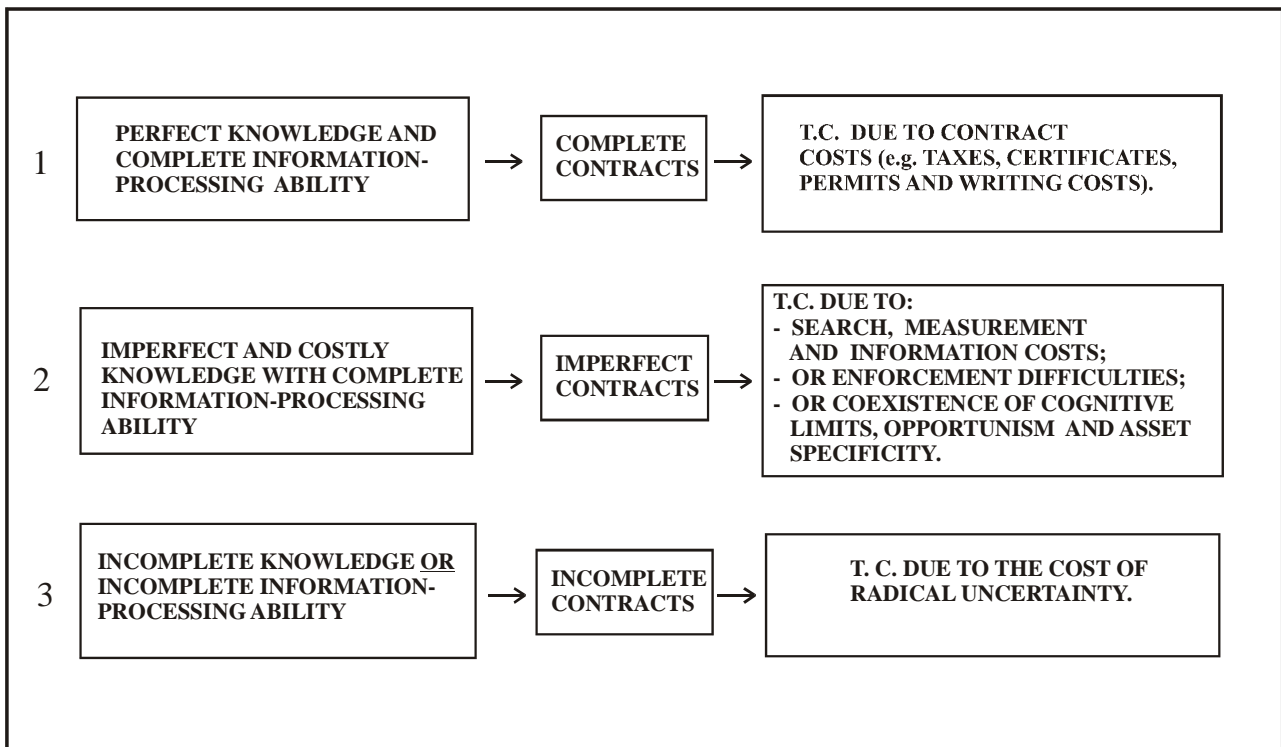 1
PERFECT KNOWLEDGE AND
COMPLETE INFORMATION-
PROCESSING ABILITY
COMPLETE
CONTRACTS
T.C. DUE TO CONTRACT
COSTS (e.g. TAXES, CERTIFICATES,
PERMITS AND WRITING COSTS).
2
IMPERFECT AND COSTLY
KNOWLEDGE WITH COMPLETE
INFORMATION-PROCESSING
ABILITY
IMPERFECT
CONTRACTS
T.C. DUE TO:
- SEARCH, MEASUREMENT
AND INFORMATION COSTS;
- OR ENFORCEMENT DIFFICULTIES;
- OR COEXISTENCE OF COGNITIVE
LIMITS, OPPORTUNISM AND ASSET
SPECIFICITY.
3
INCOMPLETE KNOWLEDGE OR
INCOMPLETE INFORMATION-
PROCESSING ABILITY
INCOMPLETE
CONTRACTS
T. C. DUE TO THE COST OF
RADICAL UNCERTAINTY.